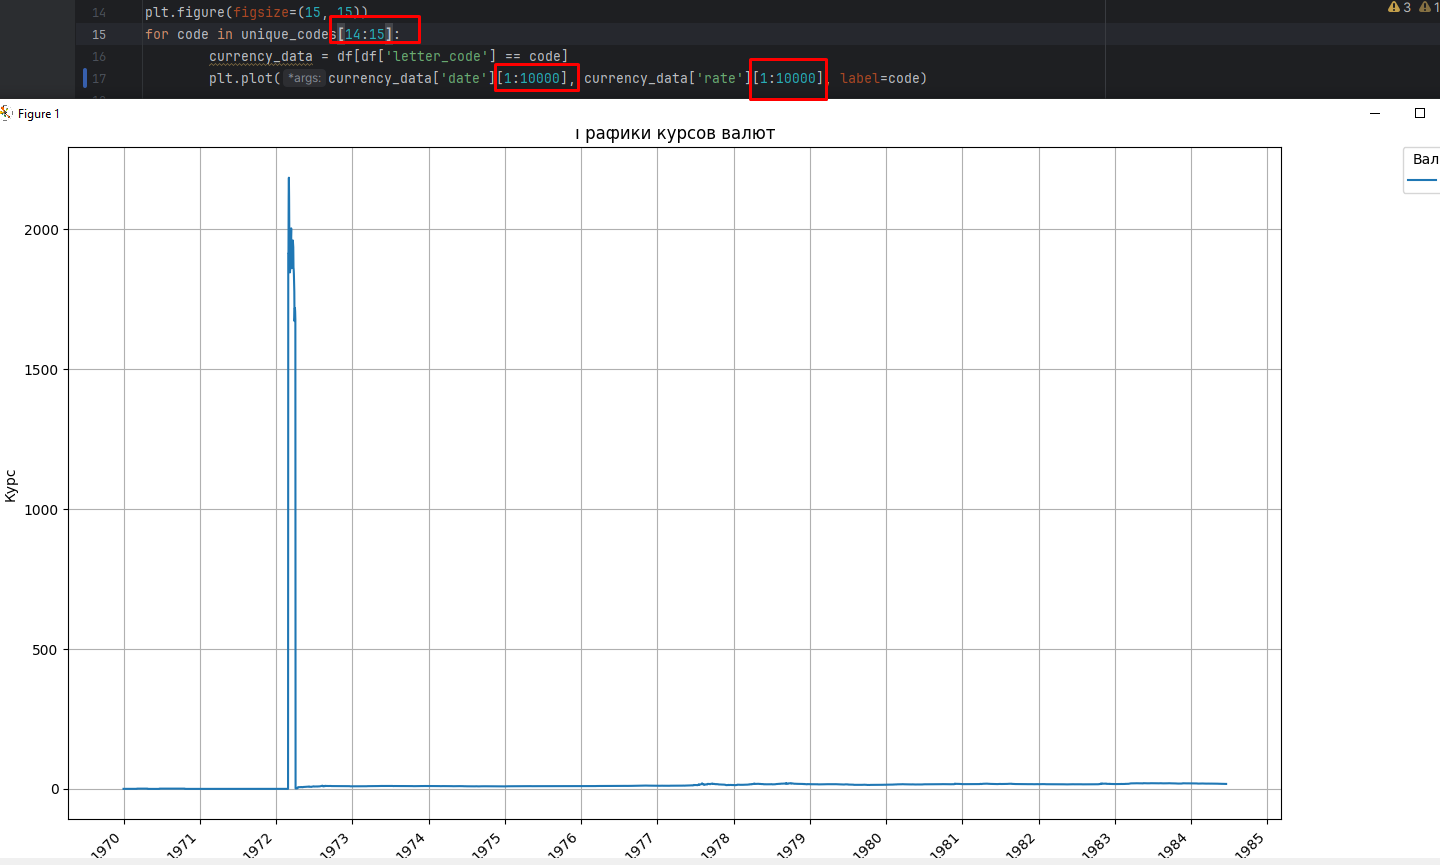 14 plt.figure(figsize=(15, 15))
15 for code in unique_codes[14:15]:
16 currency_data = df[df['letter_code'] == code]
17 plt.plot(*args: currency_data['date'][1:10000], currency_data['rate'][1:10000], label=code)
3 1
Figure 1
Графики курсов валют
Вал
2000
1500
1000
500
0
Курс
1970 1971 1972 1973 1974 1975 1976 1977 1978 1979 1980 1981 1982 1983 1984 1985